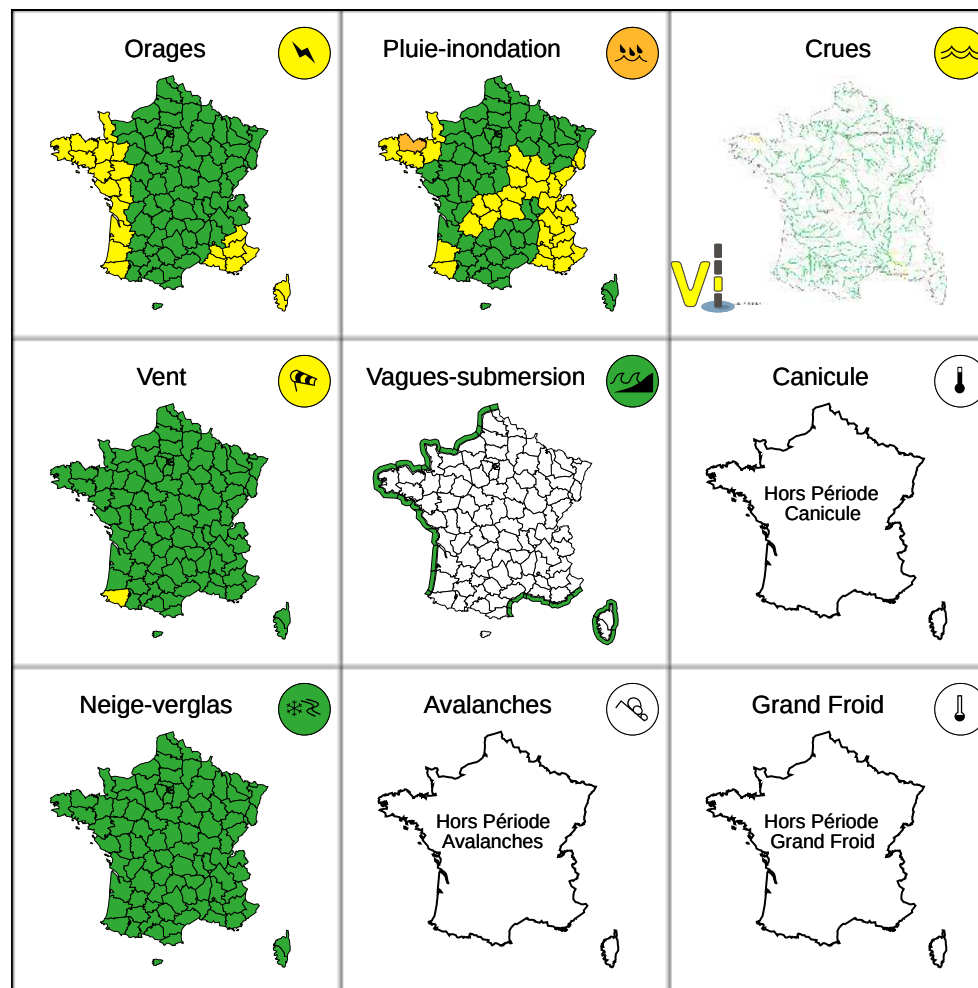 Orages
Pluie-inondation
Crues
Vi
Vent
Vagues-submersion
Canicule
Hors Période
Canicule
Neige-verglas
Avalanches
Grand Froid
Hors Période
Avalanches
Hors Période
Grand Froid